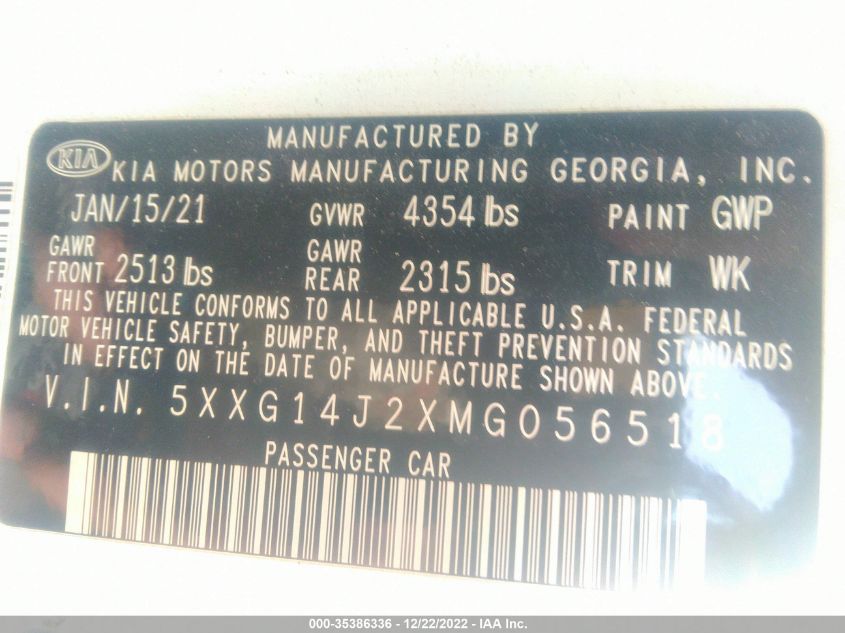 MANUFACTURED BY
KIA KIA MOTORS MANUFACTURING GEORGIA, INC.
JAN/15/21 GVWR 4354 lbs PAINT GWP
GAWR FRONT 2513 lbs GAWR REAR 2315 lbs TRIM WK
THIS VEHICLE CONFORMS TO ALL APPLICABLE U.S.A. FEDERAL
MOTOR VEHICLE SAFETY, BUMPER, AND THEFT PREVENTION STANDARDS
IN EFFECT ON THE DATE OF MANUFACTURE SHOWN ABOVE.
V.I.N. 5XXG14J2XMG056518
PASSENGER CAR
000-35386336 - 12/22/2022 - IAA Inc.